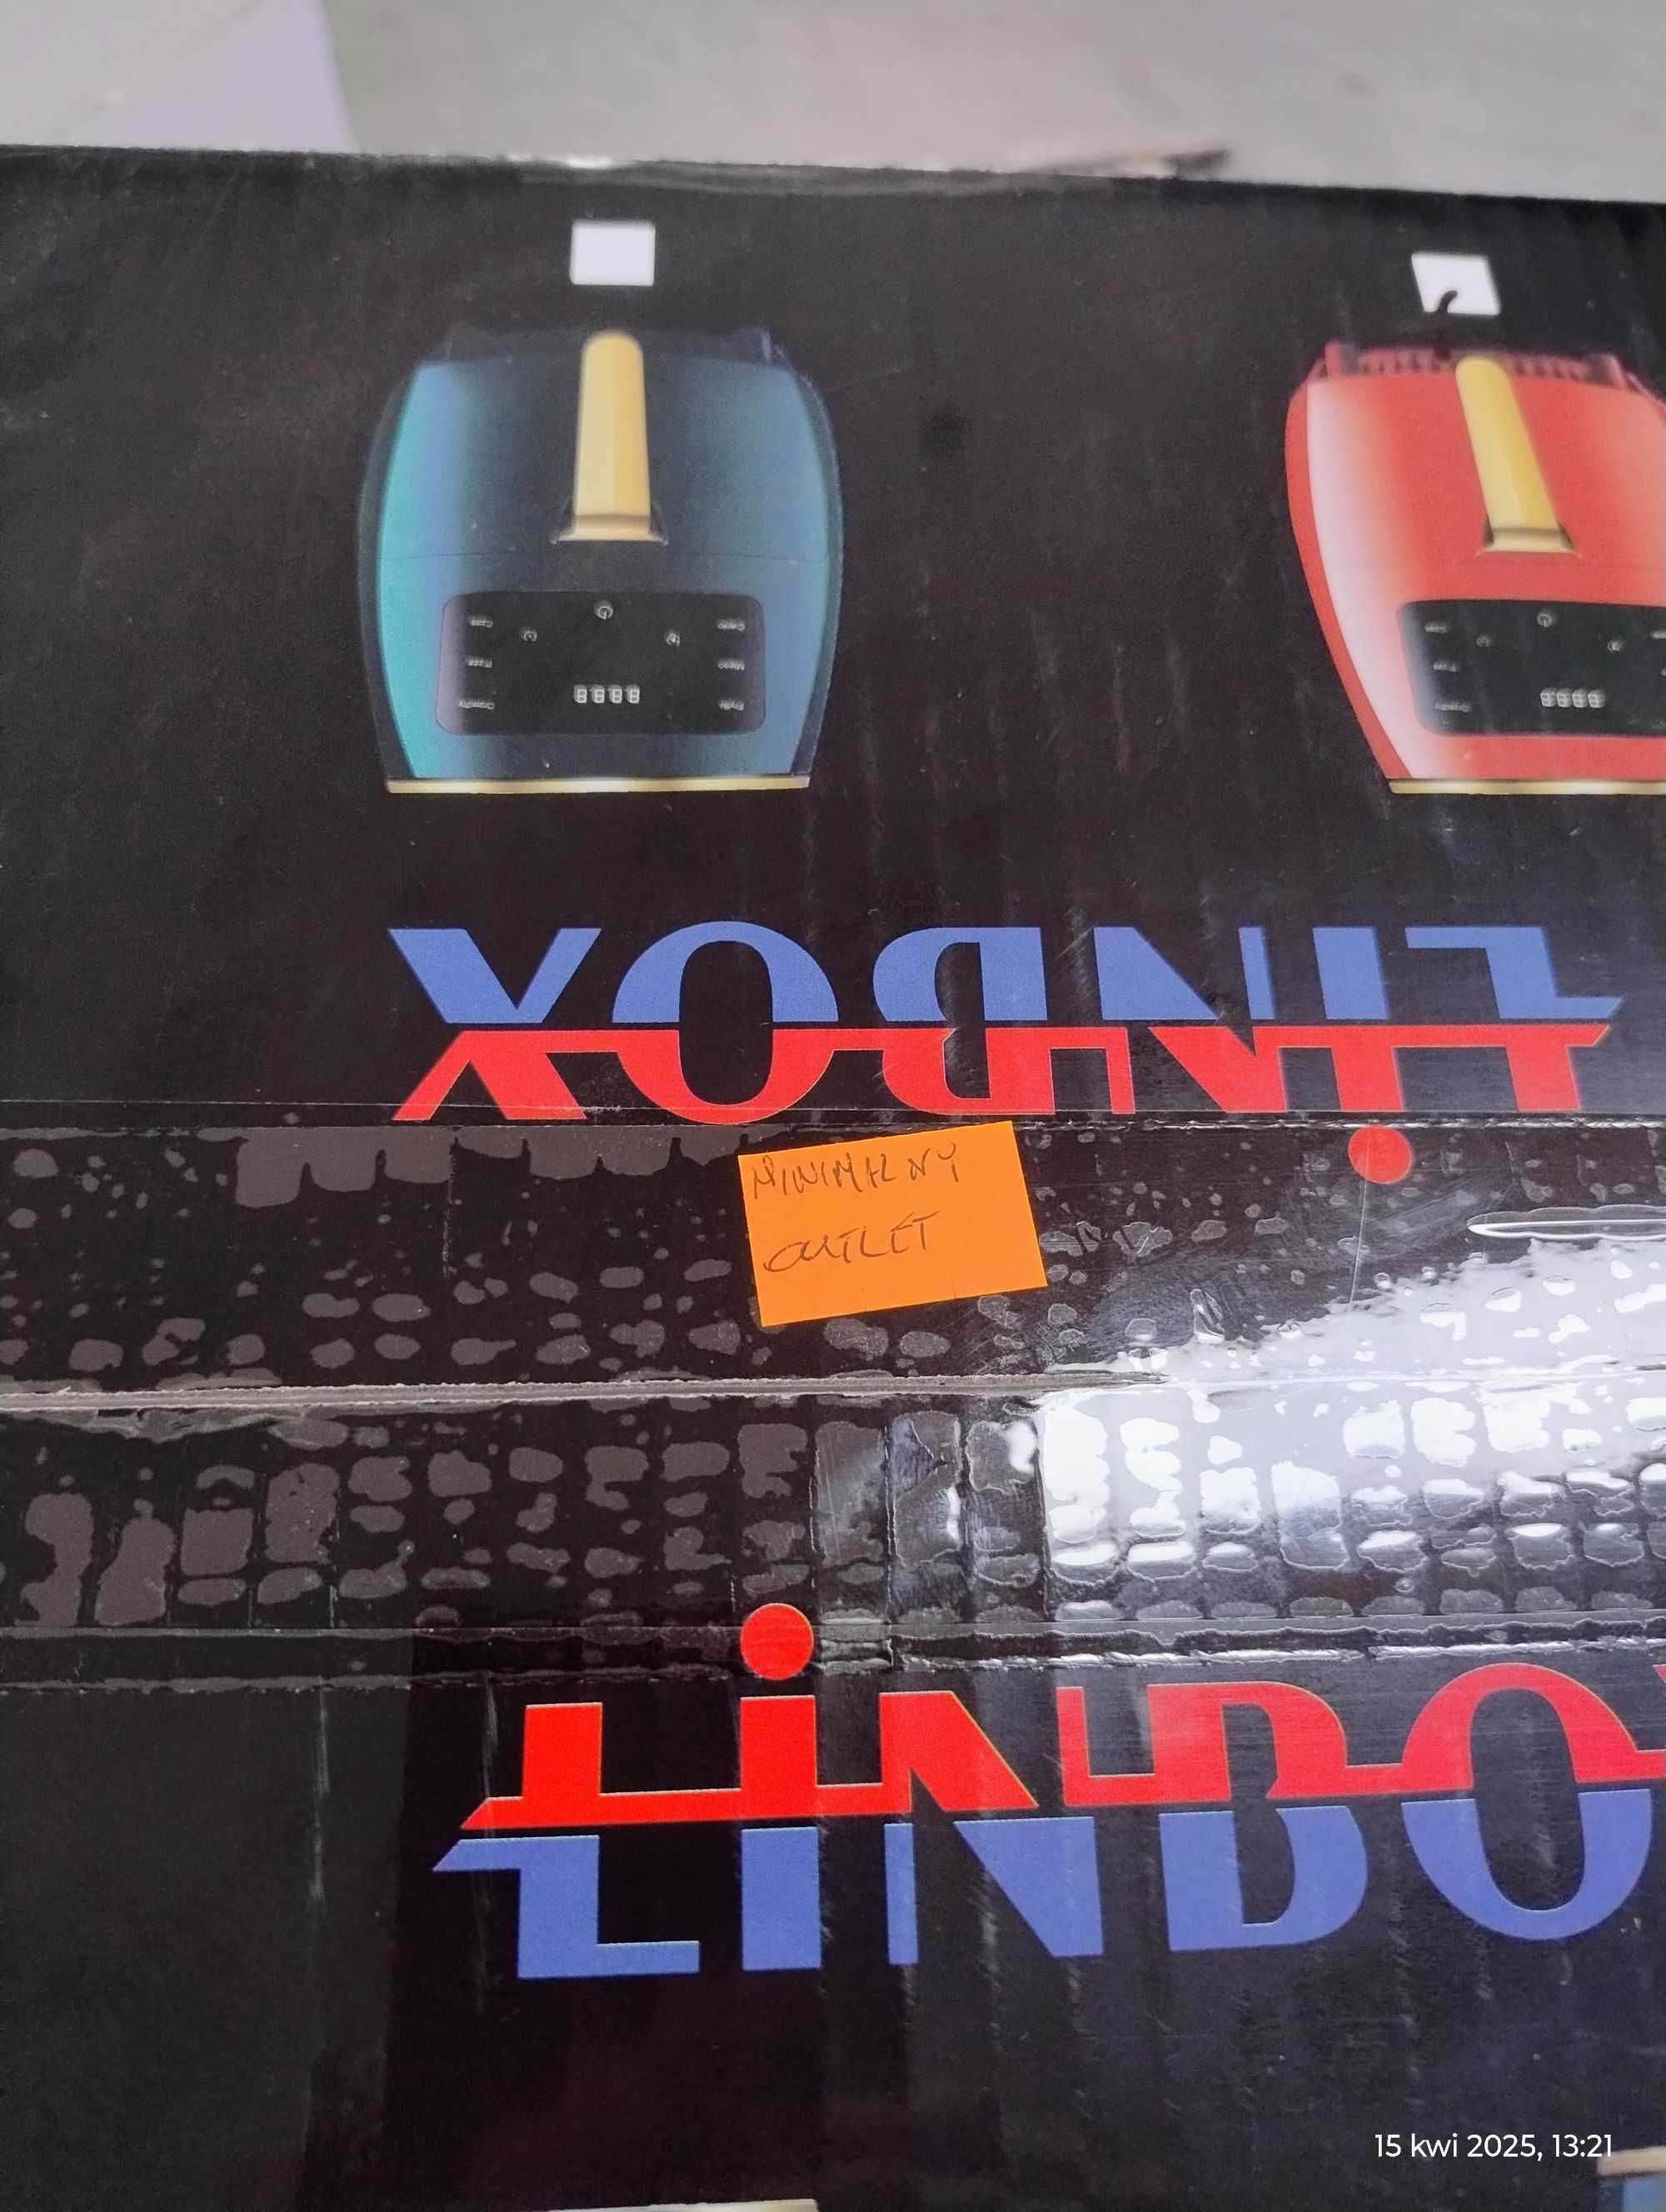 LINBOX
MINIMALNY
OUTLET
LINBO
15 kwi 2025, 13:21